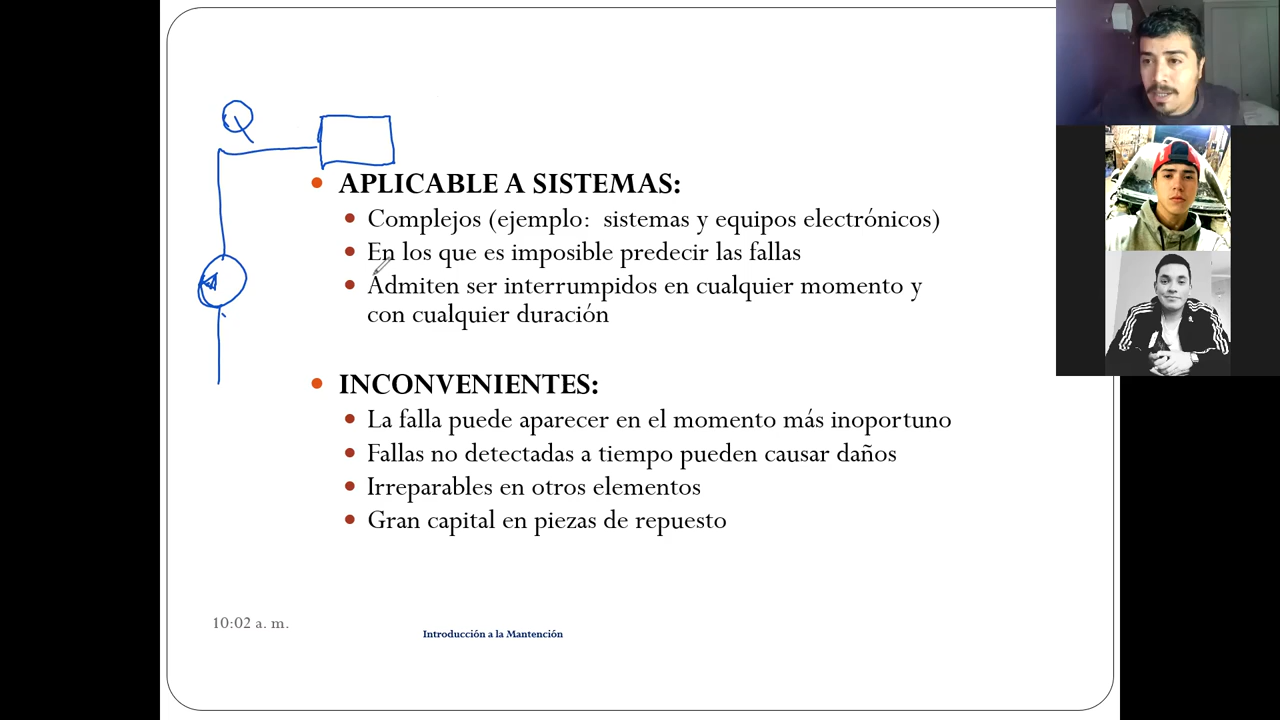 Q
• APLICABLE A SISTEMAS:
• Complejos (ejemplo: sistemas y equipos electrónicos)
• En los que es imposible predecir las fallas
• Admiten ser interrumpidos en cualquier momento y
con cualquier duración
• INCONVENIENTES:
• La falla puede aparecer en el momento más inoportuno
• Fallas no detectadas a tiempo pueden causar daños
• Irreparables en otros elementos
• Gran capital en piezas de repuesto
10:02 a. m.
Introducción a la Mantención